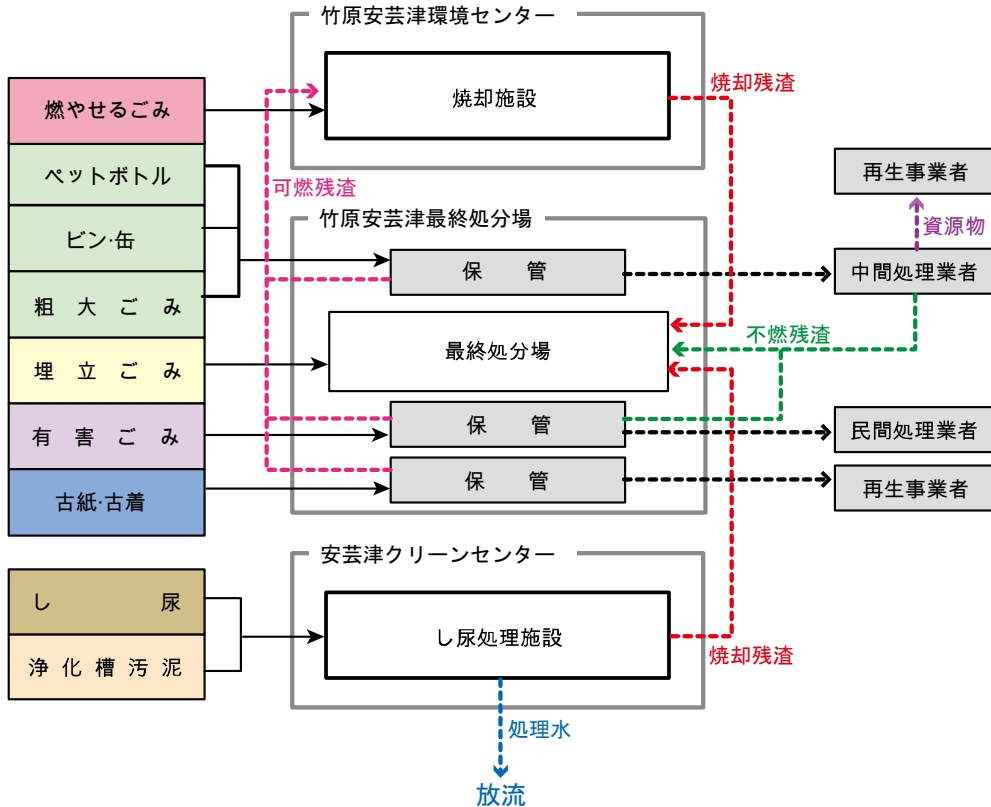 竹原安芸津環境センター
焼却施設
焼却残渣
燃やせるごみ
ペットボトル
ビン·缶
粗大ごみ
埋立ごみ
有害ごみ
古紙·古着
可燃残渣
竹原安芸津最終処分場
保管
最終処分場
保管
保管
再生事業者
資源物
中間処理業者
不燃残渣
民間処理業者
再生事業者
し尿
浄化槽汚泥
安芸津クリーンセンター
し尿処理施設
焼却残渣
処理水
放流